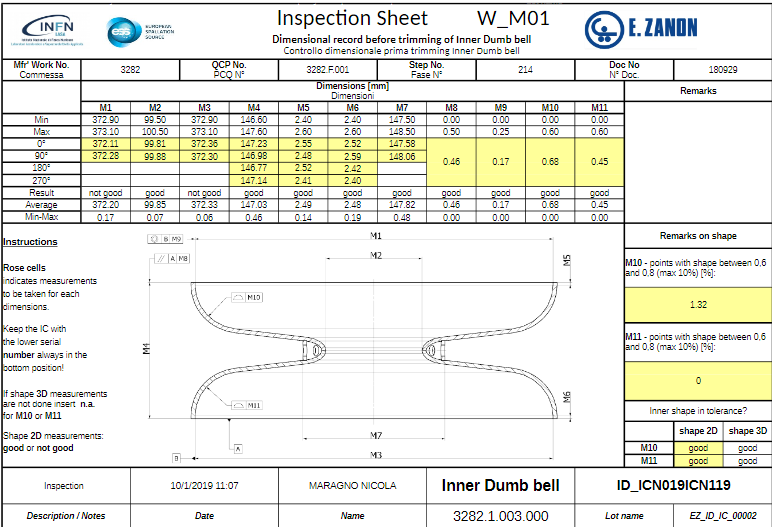 INFN
ess
EUROPEAN
SPALLATION
SOURCE
Inspection Sheet W_M01
Dimensional record before trimming of Inner Dumb bell
Controllo dimensionale prima trimming Inner Dumb bell
E. ZANON
Mfr' Work No. 3282 QCP No. 3282.F.001 Step No. 214 Doc No 180929
Commessa PCQ N° Fase N° N° Doc.
Dimensions [mm]
Dimensioni
Remarks
M1 M2 M3 M4 M5 M6 M7 M8 M9 M10 M11
Min 372.90 99.50 372.90 146.60 2.40 2.40 147.50 0.00 0.00 0.00 0.00
Max 373.10 100.50 373.10 147.60 2.60 2.60 148.50 0.50 0.25 0.60 0.60
0° 372.11 99.81 372.36 147.23 2.55 2.52 147.58
90° 372.28 99.88 372.30 146.98 2.48 2.59 148.06 0.46 0.17 0.68 0.45
180° 146.77 2.52 2.42
270° 147.14 2.41 2.40
Result not good good not good good good good good good good good good
Average 372.20 99.85 372.33 147.03 2.49 2.48 147.82 0.46 0.17 0.68 0.45
Min-Max 0.17 0.07 0.06 0.46 0.14 0.19 0.48 0.00 0.00 0.00 0.00
Instructions
Rose cells
indicates measurements
to be taken for each
dimensions.
Keep the IC with
the lower serial
number always in the
bottom position!
If shape 3D measurements
are not done insert n.a.
for M10 or M11
Shape 2D measurements:
good or not good
B M9
A M8
M1
M2
M5
M10
M4
M11
M6
M7
A
B
M3
Remarks on shape
M10 - points with shape between 0,6
and 0,8 (max 10%) [%]:
1.32
M11 - points with shape between 0,6
and 0,8 (max 10%) [%]:
0
Inner shape in tolerance?
shape 2D shape 3D
M10 good good
M11 good good
Inspection 10/1/2019 11:07 MARAGNO NICOLA Inner Dumb bell ID_ICN019ICN119
Description / Notes Date Name 3282.1.003.000 Lot name EZ_ID_IC_00002